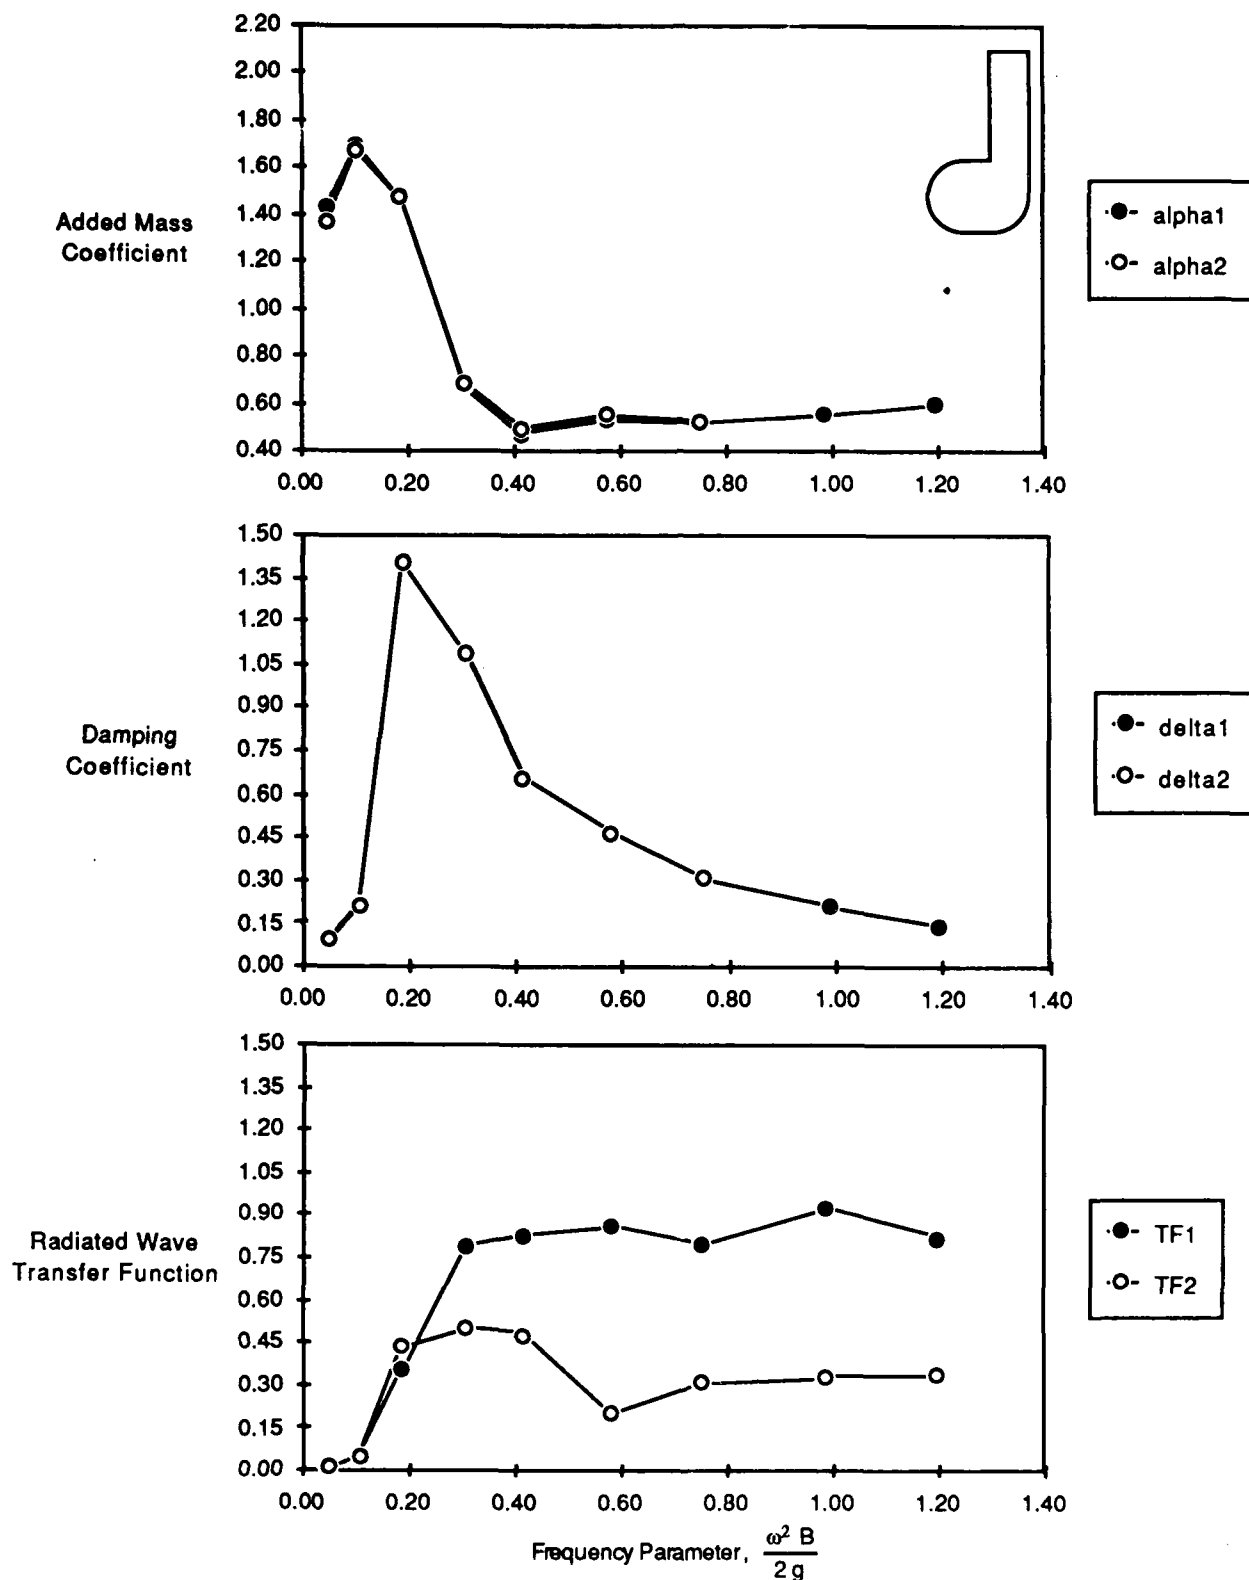 2.20
2.00
1.80
1.60
1.40
1.20
1.00
0.80
0.60
0.40
Added Mass
Coefficient
0.00 0.20 0.40 0.60 0.80 1.00 1.20 1.40
alpha1
alpha2
1.50
1.35
1.20
1.05
0.90
0.75
0.60
0.45
0.30
0.15
0.00
Damping
Coefficient
0.00 0.20 0.40 0.60 0.80 1.00 1.20 1.40
delta1
delta2
1.50
1.35
1.20
1.05
0.90
0.75
0.60
0.45
0.30
0.15
0.00
Radiated Wave
Transfer Function
0.00 0.20 0.40 0.60 0.80 1.00 1.20 1.40
TF1
TF2
Frequency Parameter, ω² B
2 g